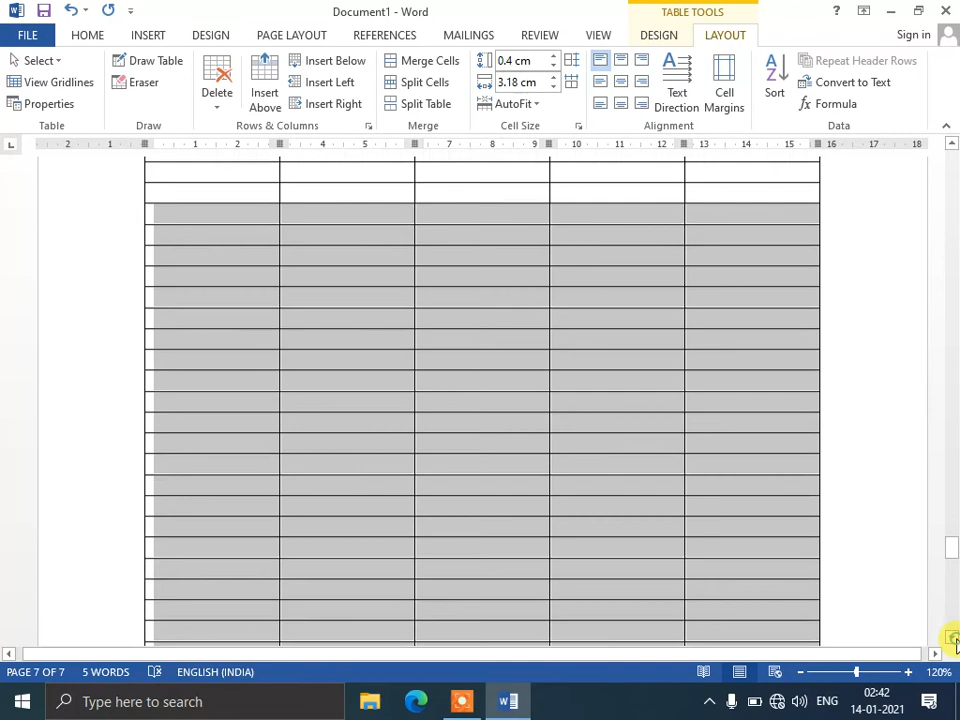 Document1 - Word
TABLE TOOLS
?
FILE
HOME
INSERT
DESIGN
PAGE LAYOUT
REFERENCES
MAILINGS
REVIEW
VIEW
DESIGN
LAYOUT
Sign in
Select
View Gridlines
Properties
Table
Draw Table
Eraser
Draw
Delete
Insert Above
Insert Below
Insert Left
Insert Right
Rows & Columns
Merge Cells
Split Cells
Split Table
Merge
0.4 cm
3.18 cm
AutoFit
Cell Size
Text Direction
Cell Margins
Alignment
Sort
Repeat Header Rows
Convert to Text
fx Formula
Data
2 1 1 2 4 5 7 8 10 11 12 13 14 15 16 17 18
PAGE 7 OF 7
5 WORDS
ENGLISH (INDIA)
120%
Type here to search
ENG
02:42
14-01-2021